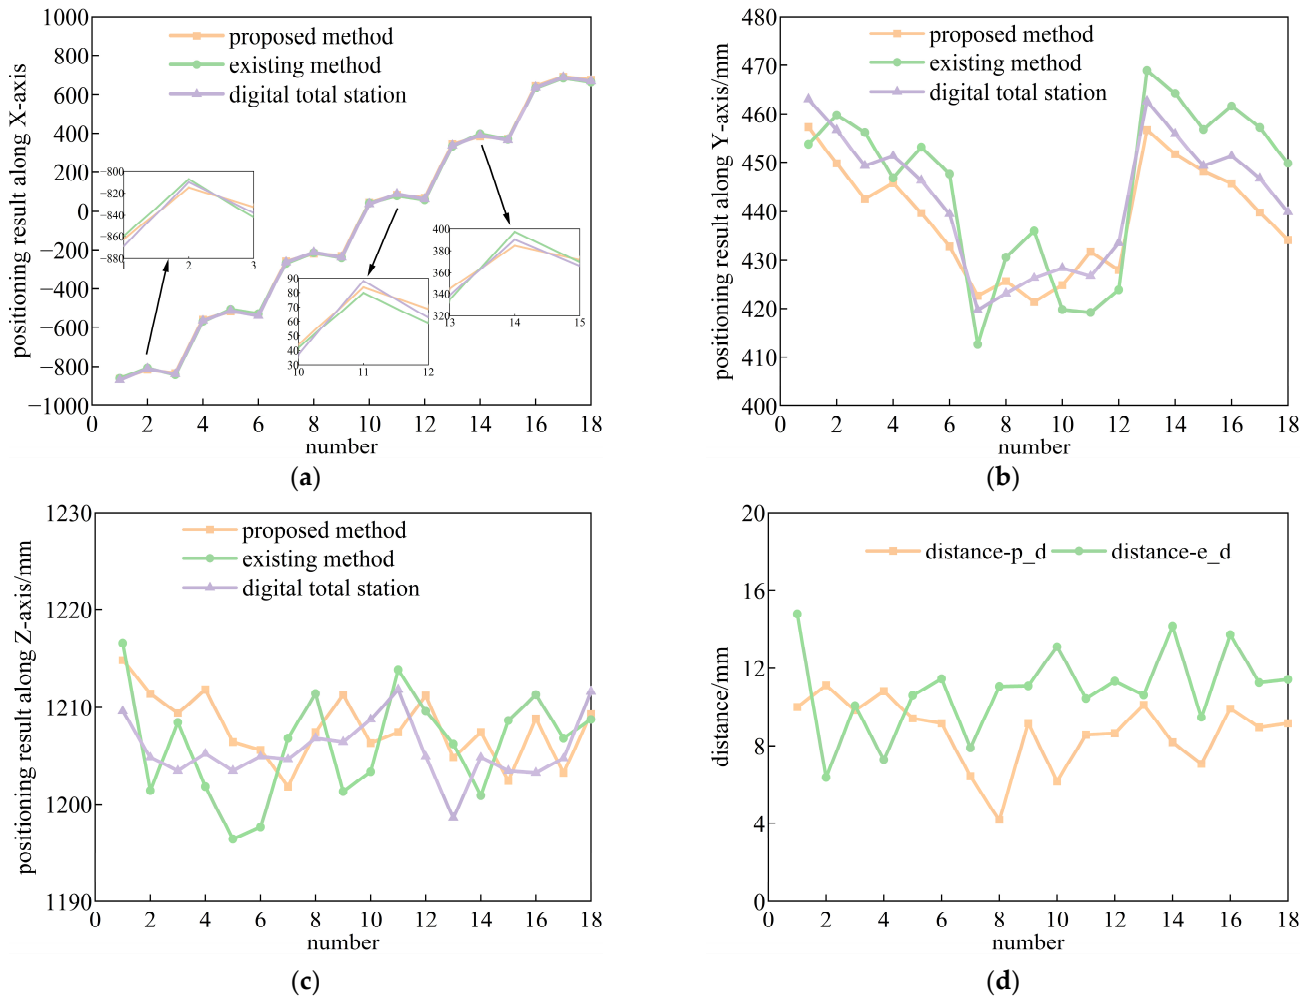 1000
800
600
400
200
0
−200
−400
−600
−800
−1000
positioning result along X-axis
proposed method
existing method
digital total station
−800
−820
−840
−860
−880
1
2
3
90
80
70
60
50
40
30
10
11
12
400
380
360
340
320
13
14
15
0 2 4 6 8 10 12 14 16 18
number
(a)
480
470
460
450
440
430
420
410
400
positioning result along Y-axis/mm
proposed method
existing method
digital total station
0 2 4 6 8 10 12 14 16 18
number
(b)
1230
1220
1210
1200
1190
positioning result along Z-axis/mm
proposed method
existing method
digital total station
0 2 4 6 8 10 12 14 16 18
number
(c)
20
16
12
8
4
0
distance/mm
distance-p_d distance-e_d
0 2 4 6 8 10 12 14 16 18
number
(d)